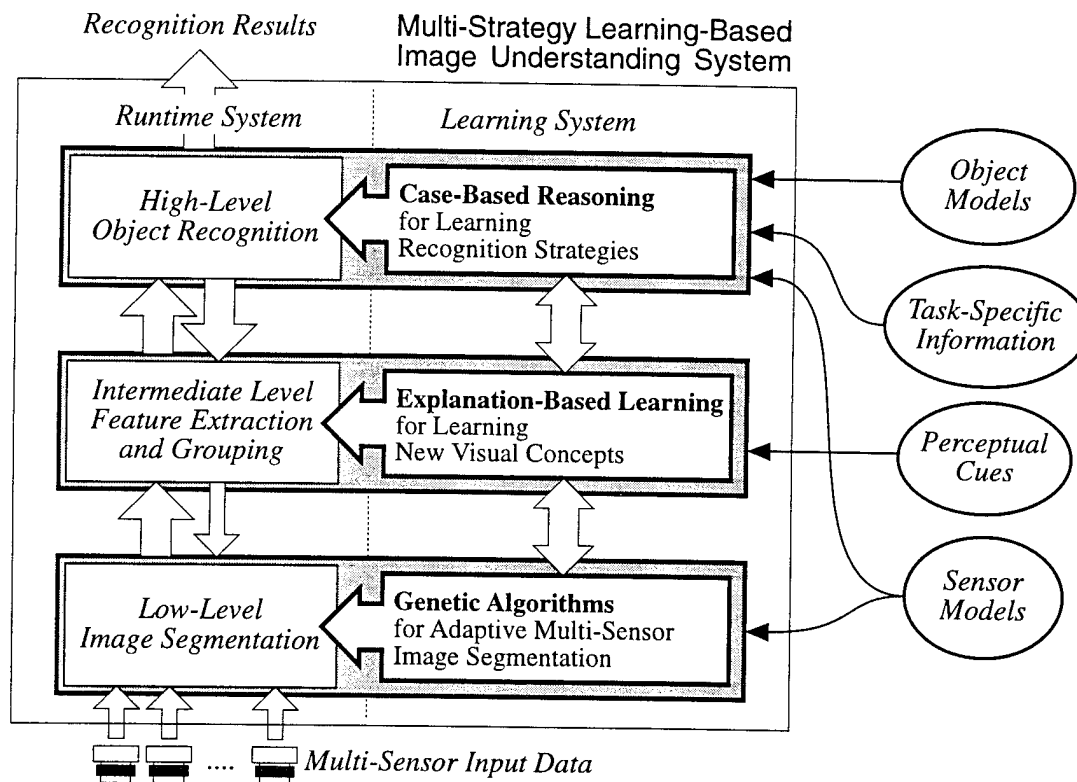 Recognition Results
Multi-Strategy Learning-Based
Image Understanding System
Runtime System
Learning System
High-Level
Object Recognition
Case-Based Reasoning
for Learning
Recognition Strategies
Object
Models
Task-Specific
Information
Intermediate Level
Feature Extraction
and Grouping
Explanation-Based Learning
for Learning
New Visual Concepts
Perceptual
Cues
Low-Level
Image Segmentation
Genetic Algorithms
for Adaptive Multi-Sensor
Image Segmentation
Sensor
Models
.... Multi-Sensor Input Data